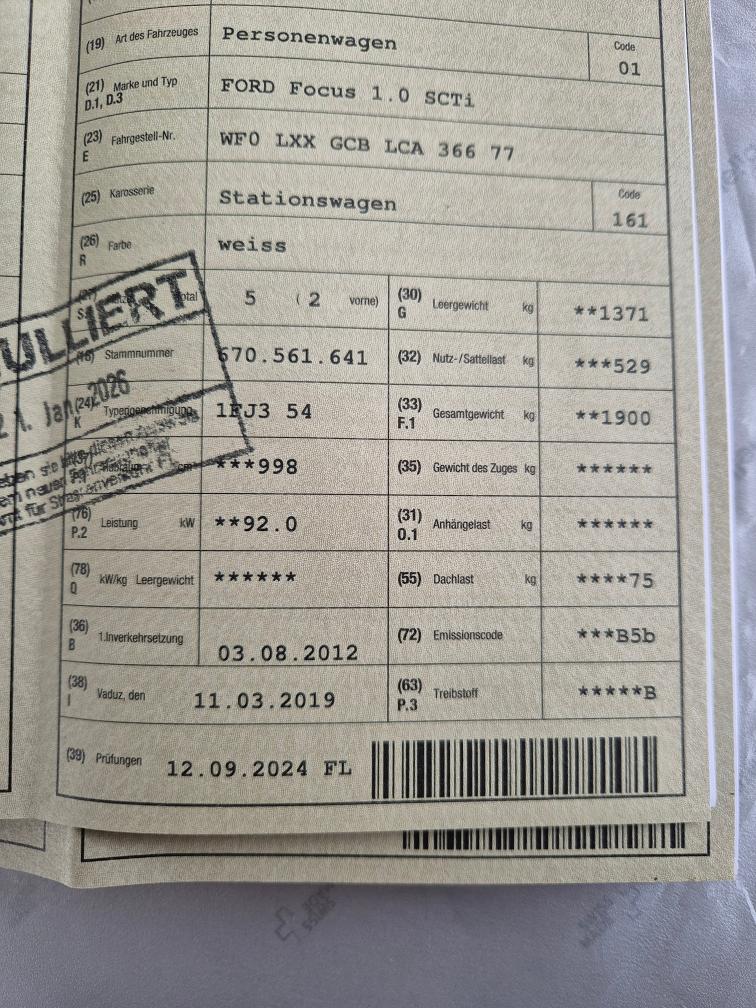 (19) Art des Fahrzeuges Personenwagen Code 01
(21) Marke und Typ D.1, D.3 FORD Focus 1.0 SCTi
(23) E Fahrgestell-Nr. WF0 LXX GCB LCA 366 77
(25) Karosserie Stationswagen Code 161
(26) R Farbe weiss
5 ( 2 vorne) (30) G Leergewicht kg **1371
ULLIERT
Stammnummer 670.561.641 (32) Nutz-/Sattellast kg ***529
1. Jan. 2026
(24) K Typengenehmigung 1FJ3 54 (33) F.1 Gesamtgewicht kg **1900
***998 (35) Gewicht des Zuges kg ******
(76) P.2 Leistung kW **92.0 (31) O.1 Anhängelast kg ******
(78) Q kW/kg Leergewicht ****** (55) Dachlast kg ****75
(36) B 1.Inverkehrsetzung 03.08.2012 (72) Emissionscode ***B5b
(38) I Vaduz, den 11.03.2019 (63) P.3 Treibstoff *****B
(39) Prüfungen 12.09.2024 FL